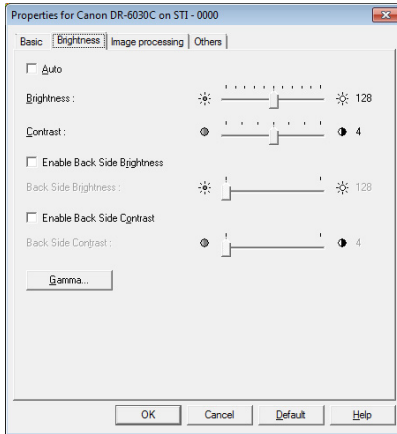 Properties for Canon DR-6030C on STI - 0000
Basic Brightness Image processing Others
Auto
Brightness : 128
Contrast : 4
Enable Back Side Brightness
Back Side Brightness : 128
Enable Back Side Contrast
Back Side Contrast : 4
Gamma...
OK Cancel Default Help